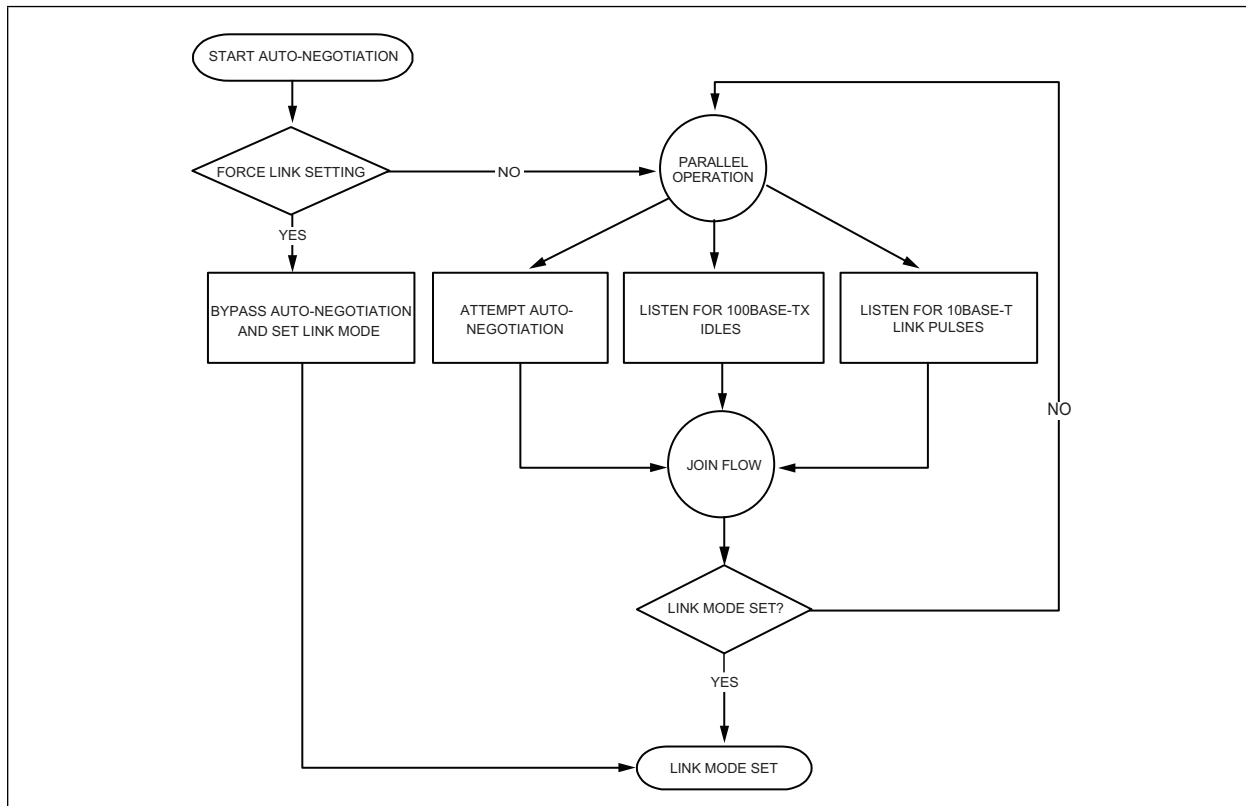 START AUTO-NEGOTIATION
FORCE LINK SETTING
NO
PARALLEL
OPERATION
YES
BYPASS AUTO-NEGOTIATION
AND SET LINK MODE
ATTEMPT AUTO-
NEGOTIATION
LISTEN FOR 100BASE-TX
IDLES
LISTEN FOR 10BASE-T
LINK PULSES
NO
JOIN FLOW
LINK MODE SET?
YES
LINK MODE SET